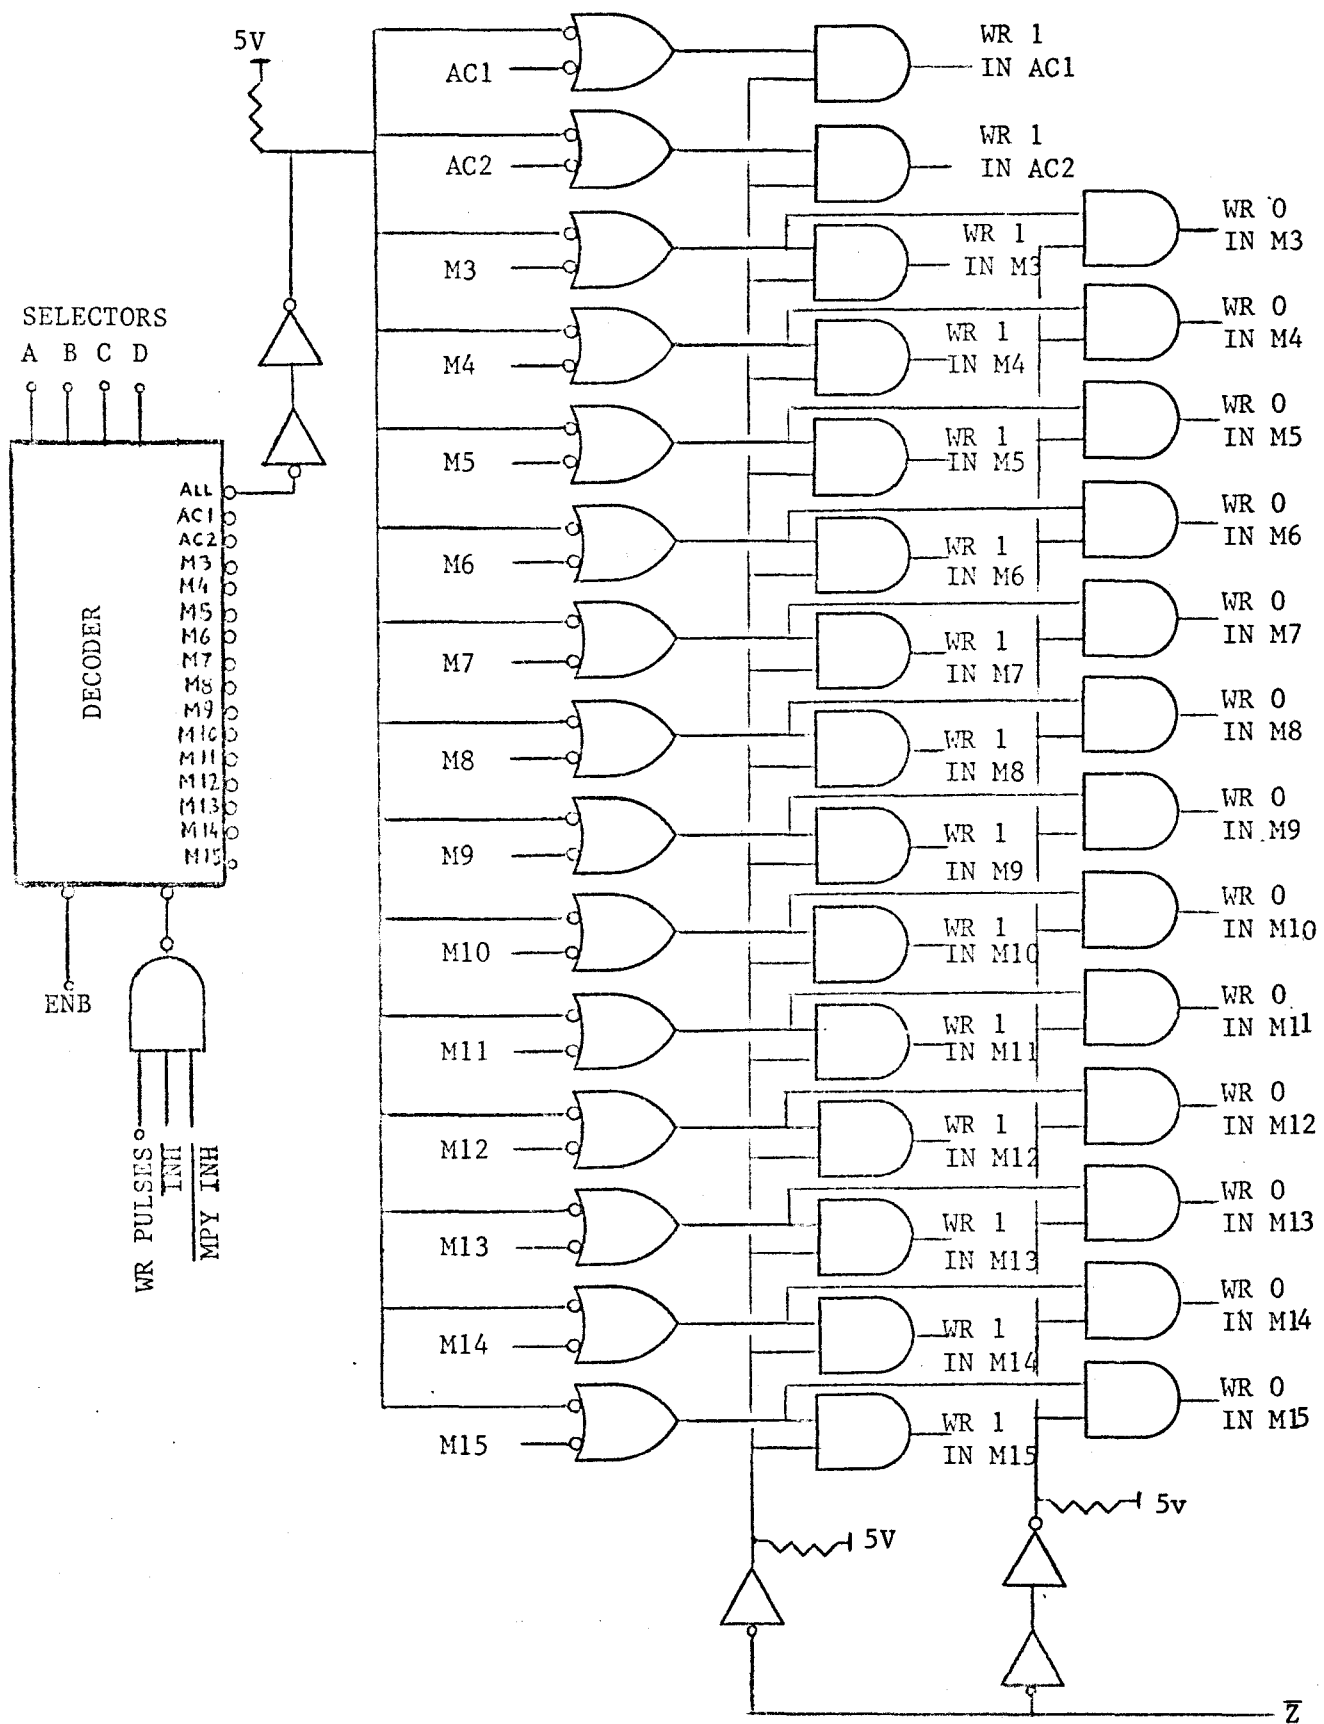 5V
SELECTORS
A B C D
ALL
AC1
AC2
M3
M4
M5
M6
M7
M8
M9
M10
M11
M12
M13
M14
M15
DECODER
ENB
WR PULSES
INH
MPY INH
AC1
AC2
M3
M4
M5
M6
M7
M8
M9
M10
M11
M12
M13
M14
M15
WR 1
IN AC1
WR 1
IN AC2
WR 1
IN M3
WR 1
IN M4
WR 1
IN M5
WR 1
IN M6
WR 1
IN M7
WR 1
IN M8
WR 1
IN M9
WR 1
IN M10
WR 1
IN M11
WR 1
IN M12
WR 1
IN M13
WR 1
IN M14
WR 1
IN M15
WR 0
IN M3
WR 0
IN M4
WR 0
IN M5
WR 0
IN M6
WR 0
IN M7
WR 0
IN M8
WR 0
IN M9
WR 0
IN M10
WR 0
IN M11
WR 0
IN M12
WR 0
IN M13
WR 0
IN M14
WR 0
IN M15
5V
5v
Z̅